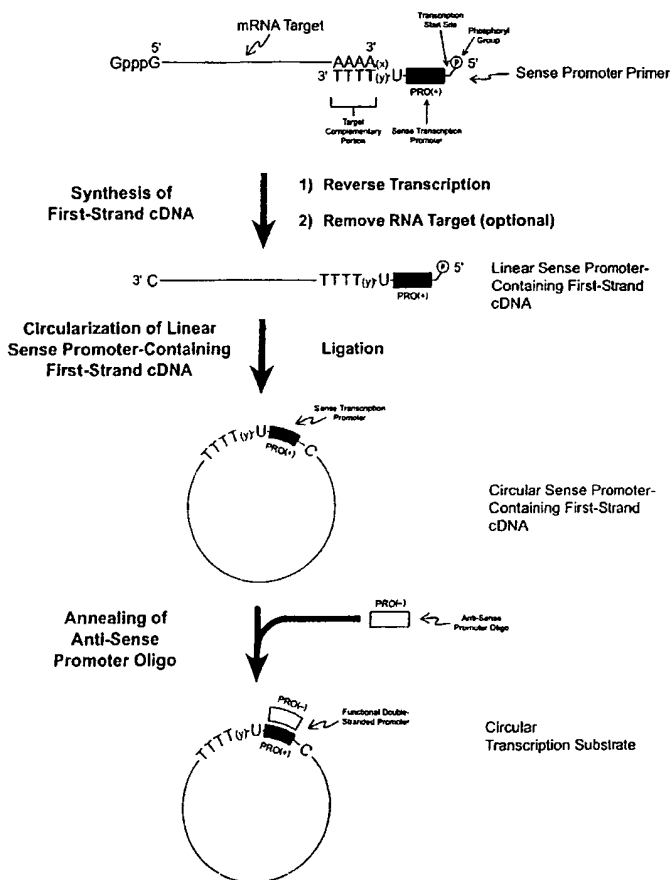 mRNA Target
5'
GpppG
3'
AAAA(x)
3' TTTT(y)-U
PRO(+)
Transcription
Start Site
Phosphoryl
Group
P 5'
Sense Promoter Primer
Target
Complementary
Portion
Sense Transcription
Promoter
Synthesis of
First-Strand cDNA
1) Reverse Transcription
2) Remove RNA Target (optional)
3' C
TTTT(y)-U
PRO(+)
P 5'
Linear Sense Promoter-
Containing First-Strand
cDNA
Circularization of Linear
Sense Promoter-Containing
First-Strand cDNA
Ligation
Sense Transcription
Promoter
TTTT(y)-U
PRO(+)
C
Circular Sense Promoter-
Containing First-Strand
cDNA
Annealing of
Anti-Sense
Promoter Oligo
PRO(-)
Anti-Sense
Promoter Oligo
PRO(-)
Functional Double-
Stranded Promoter
TTTT(y)-U
PRO(+)
C
Circular
Transcription Substrate